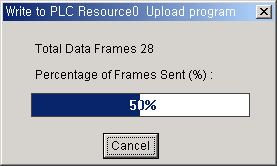 Write to PLC Resource0  Upload program
Total Data Frames 28
Percentage of Frames Sent (%) :
50%
Cancel